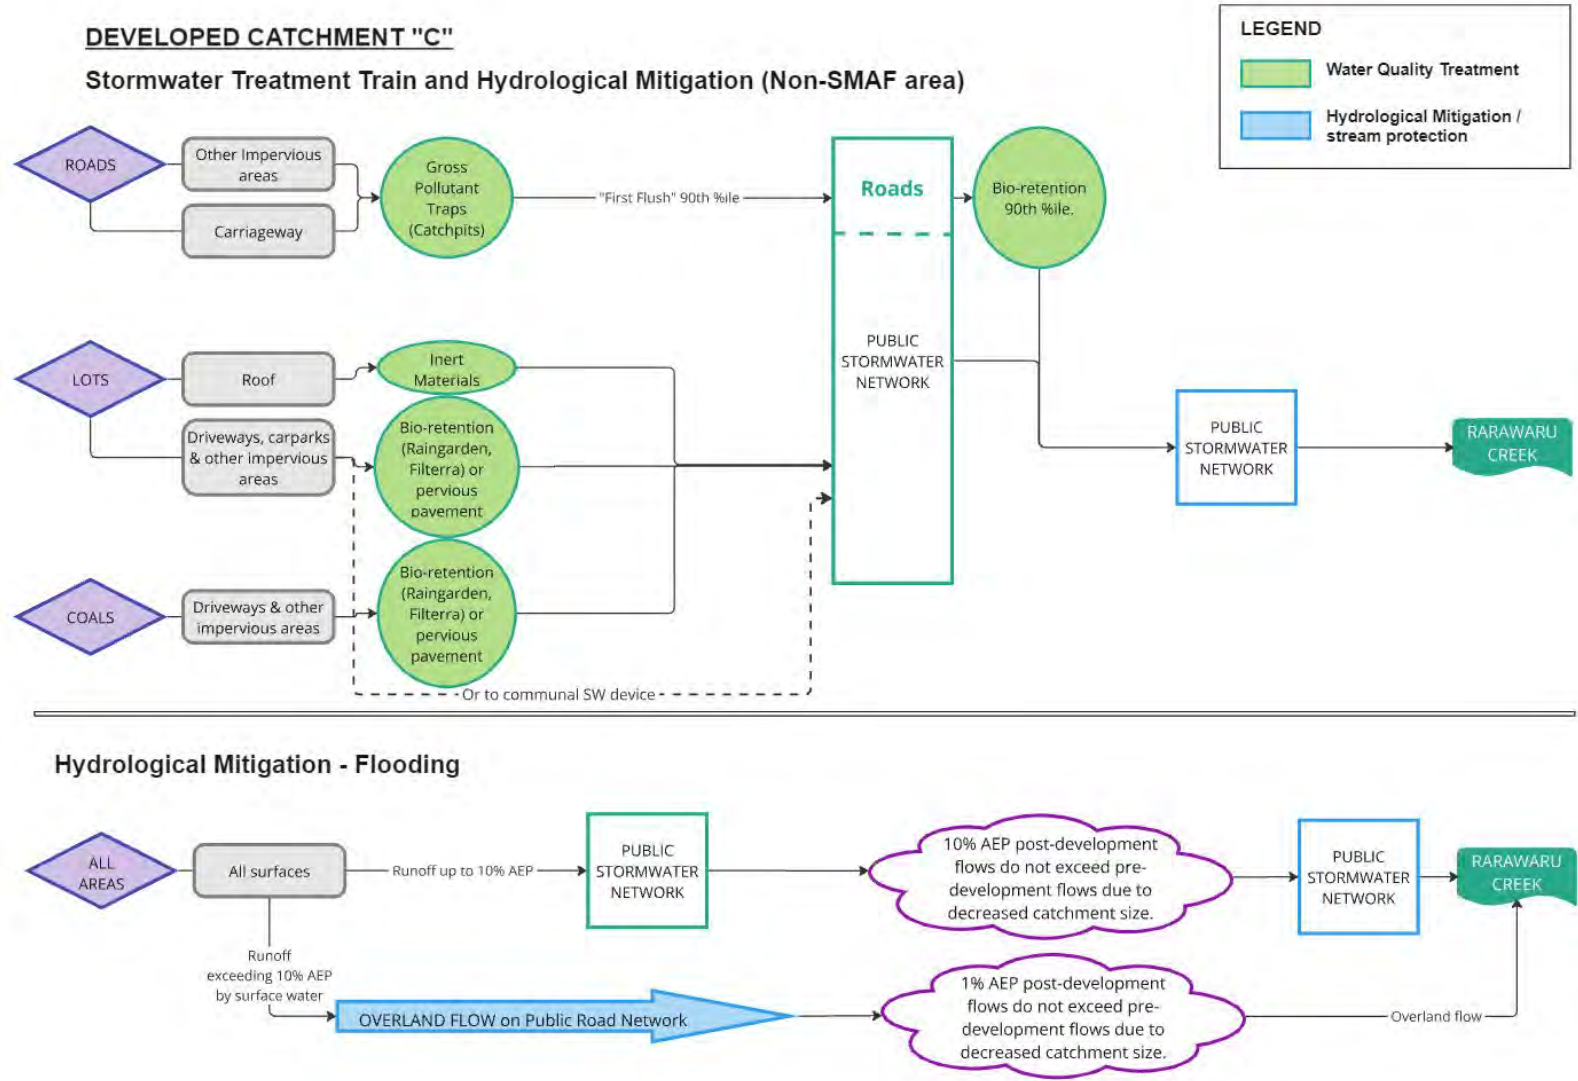 DEVELOPED CATCHMENT "C"
Stormwater Treatment Train and Hydrological Mitigation (Non-SMAF area)
LEGEND
Water Quality Treatment
Hydrological Mitigation /
stream protection
ROADS
Other Impervious
areas
Carriageway
Gross
Pollutant
Traps
(Catchpits)
"First Flush" 90th %ile
Roads
Bio-retention
90th %ile.
PUBLIC
STORMWATER
NETWORK
LOTS
Roof
Inert
Materials
Driveways, carparks
& other impervious
areas
Bio-retention
(Raingarden,
Filterra) or
pervious
pavement
PUBLIC
STORMWATER
NETWORK
RARAWARU
CREEK
COALS
Driveways & other
impervious areas
Bio-retention
(Raingarden,
Filterra) or
pervious
pavement
Or to communal SW device
Hydrological Mitigation - Flooding
ALL
AREAS
All surfaces
Runoff up to 10% AEP
PUBLIC
STORMWATER
NETWORK
10% AEP post-development
flows do not exceed pre-
development flows due to
decreased catchment size.
PUBLIC
STORMWATER
NETWORK
RARAWARU
CREEK
Runoff
exceeding 10% AEP
by surface water
OVERLAND FLOW on Public Road Network
1% AEP post-development
flows do not exceed pre-
development flows due to
decreased catchment size.
Overland flow